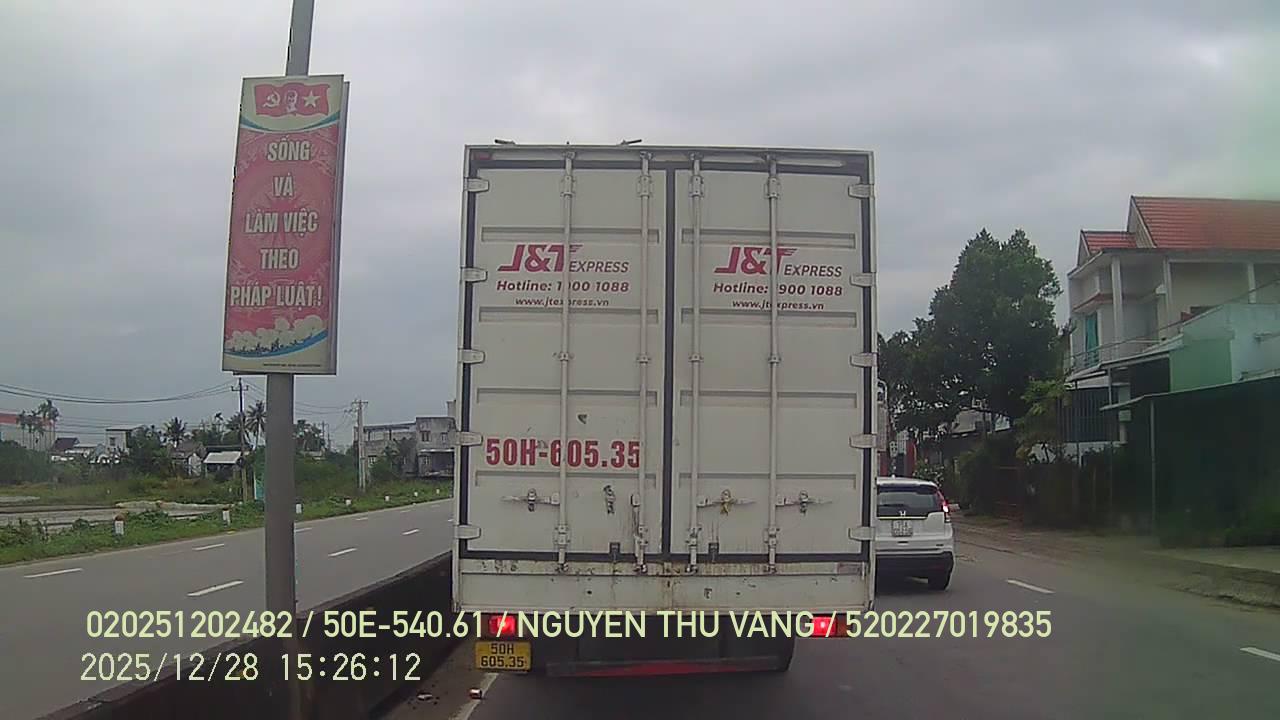 SỐNG
VÀ
LÀM VIỆC
THEO
PHÁP LUẬT!
J&T EXPRESS
Hotline: 1900 1088
www.jtexpress.vn
J&T EXPRESS
Hotline: 1900 1088
www.jtexpress.vn
50H-605.35
020251202482 / 50E-540.61 / NGUYEN THU VANG / 520227019835
50H
605.35
2025/12/28 15:26:12